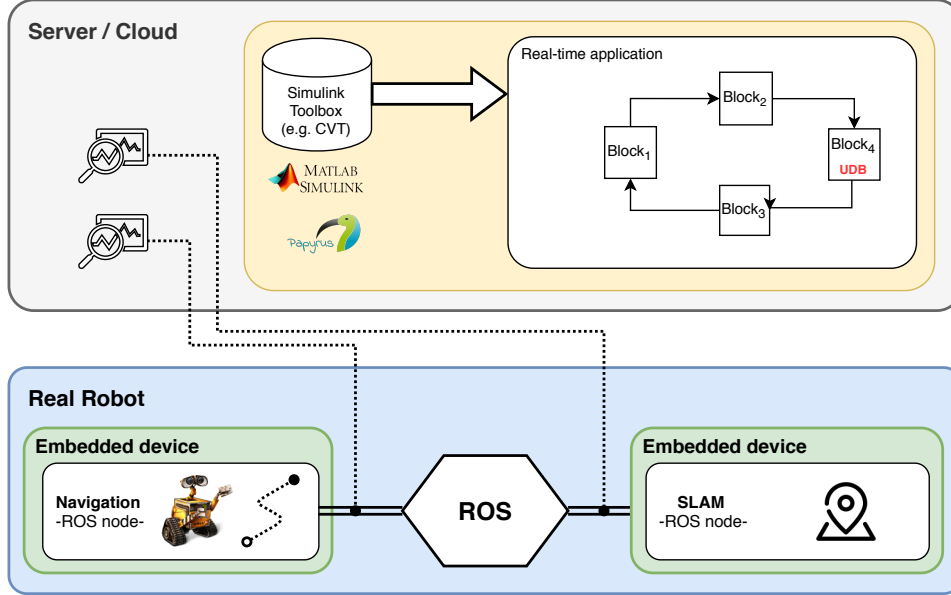 Server / Cloud
Simulink
Toolbox
(e.g. CVT)
MATLAB
SIMULINK
Papyrus
Real-time application
Block1
Block2
Block4
UDB
Block3
Real Robot
Embedded device
Navigation
-ROS node-
ROS
Embedded device
SLAM
-ROS node-